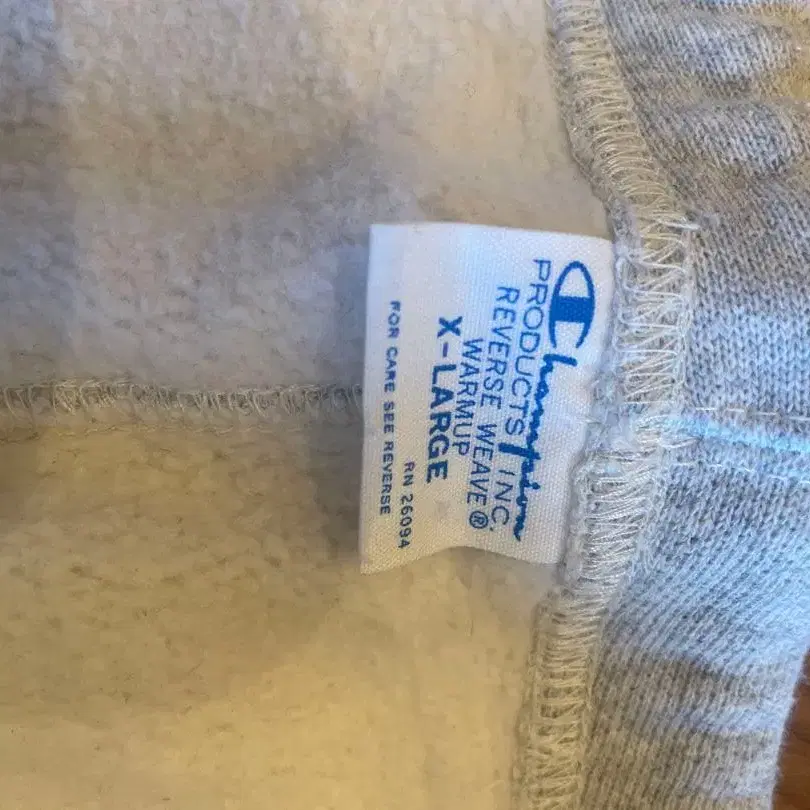 Champion
PRODUCTS INC.
REVERSE WEAVE®
WARMUP
X-LARGE
RN 26094
FOR CARE SEE REVERSE